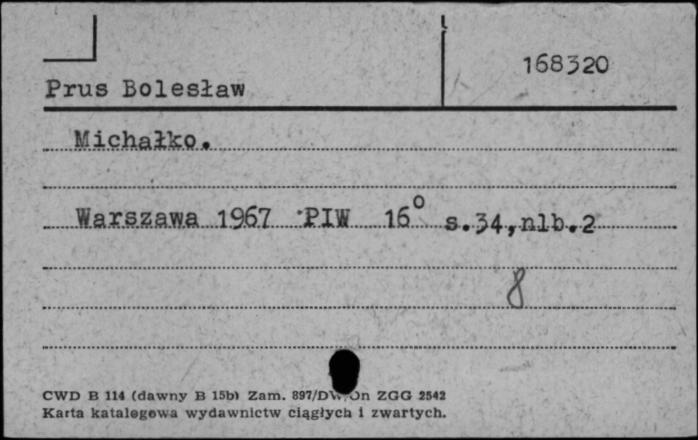 168320
Prus Bolesław
Michałko.
Warszawa 1967 PIW 16° s.34,nlb.2
8
CWD B 114 (dawny B 15b) Zam. 897/DW/On ZGG 2542
Karta katalogowa wydawnictw ciągłych i zwartych.